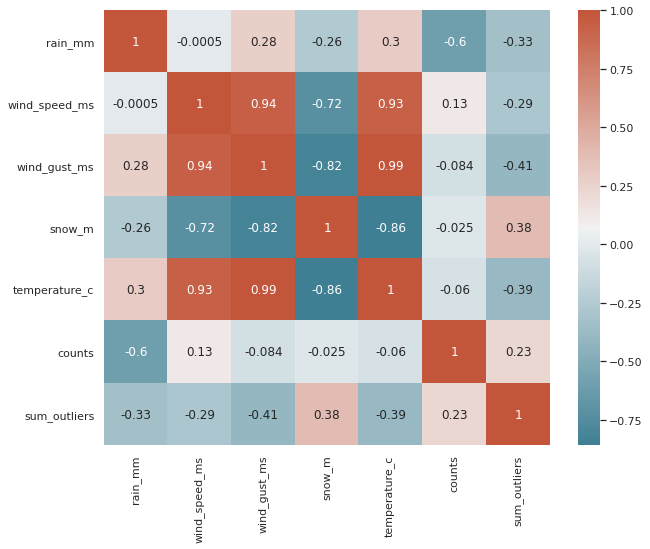 rain_mm 1 -0.0005 0.28 -0.26 0.3 -0.6 -0.33
wind_speed_ms -0.0005 1 0.94 -0.72 0.93 0.13 -0.29
wind_gust_ms 0.28 0.94 1 -0.82 0.99 -0.084 -0.41
snow_m -0.26 -0.72 -0.82 1 -0.86 -0.025 0.38
temperature_c 0.3 0.93 0.99 -0.86 1 -0.06 -0.39
counts -0.6 0.13 -0.084 -0.025 -0.06 1 0.23
sum_outliers -0.33 -0.29 -0.41 0.38 -0.39 0.23 1
rain_mm
wind_speed_ms
wind_gust_ms
snow_m
temperature_c
counts
sum_outliers
1.00
0.75
0.50
0.25
0.00
−0.25
−0.50
−0.75